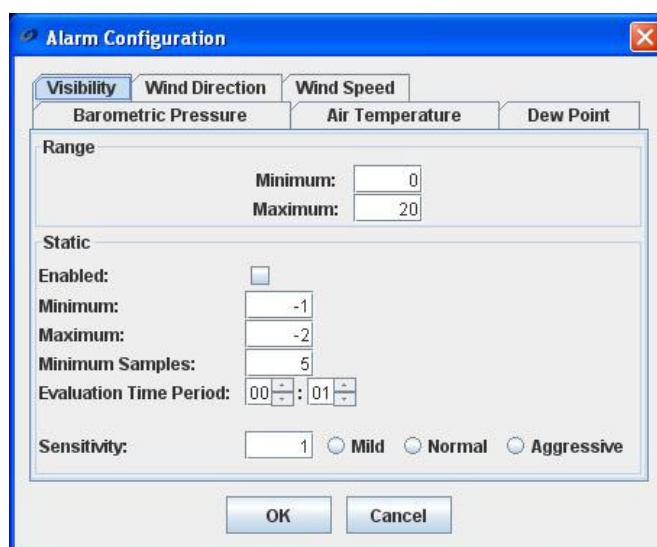 Alarm Configuration
Visibility Wind Direction Wind Speed
Barometric Pressure Air Temperature Dew Point
Range
Minimum: 0
Maximum: 20
Static
Enabled:
Minimum: -1
Maximum: -2
Minimum Samples: 5
Evaluation Time Period: 00 : 01
Sensitivity: 1 Mild Normal Aggressive
OK Cancel